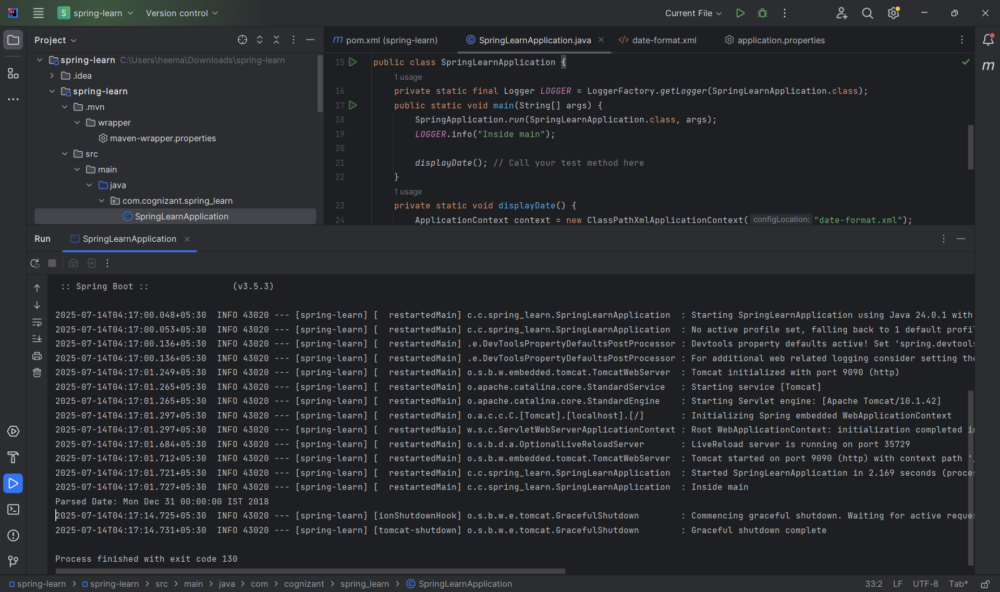 S spring-learn Version control Current File
Project
spring-learn C:\Users\heema\Downloads\spring-learn
.idea
spring-learn
.mvn
wrapper
maven-wrapper.properties
src
main
java
com.cognizant.spring_learn
SpringLearnApplication
m pom.xml (spring-learn) SpringLearnApplication.java date-format.xml application.properties
15 public class SpringLearnApplication {
1 usage
16 private static final Logger LOGGER = LoggerFactory.getLogger(SpringLearnApplication.class);
17 public static void main(String[] args) {
18 SpringApplication.run(SpringLearnApplication.class, args);
19 LOGGER.info("Inside main");
20
21 displayDate(); // Call your test method here
22 }
1 usage
23 private static void displayDate() {
24 ApplicationContext context = new ClassPathXmlApplicationContext( configLocation: "date-format.xml");
m
Run SpringLearnApplication
:: Spring Boot :: (v3.5.3)
2025-07-14T04:17:00.048+05:30 INFO 43020 --- [spring-learn] [ restartedMain] c.c.spring_learn.SpringLearnApplication : Starting SpringLearnApplication using Java 24.0.1 with
2025-07-14T04:17:00.053+05:30 INFO 43020 --- [spring-learn] [ restartedMain] c.c.spring_learn.SpringLearnApplication : No active profile set, falling back to 1 default profi
2025-07-14T04:17:00.136+05:30 INFO 43020 --- [spring-learn] [ restartedMain] .e.DevToolsPropertyDefaultsPostProcessor : Devtools property defaults active! Set 'spring.devtools
2025-07-14T04:17:00.136+05:30 INFO 43020 --- [spring-learn] [ restartedMain] .e.DevToolsPropertyDefaultsPostProcessor : For additional web related logging consider setting the
2025-07-14T04:17:01.249+05:30 INFO 43020 --- [spring-learn] [ restartedMain] o.s.b.w.embedded.tomcat.TomcatWebServer : Tomcat initialized with port 9090 (http)
2025-07-14T04:17:01.265+05:30 INFO 43020 --- [spring-learn] [ restartedMain] o.apache.catalina.core.StandardService : Starting service [Tomcat]
2025-07-14T04:17:01.265+05:30 INFO 43020 --- [spring-learn] [ restartedMain] o.apache.catalina.core.StandardEngine : Starting Servlet engine: [Apache Tomcat/10.1.42]
2025-07-14T04:17:01.297+05:30 INFO 43020 --- [spring-learn] [ restartedMain] o.a.c.c.C.[Tomcat].[localhost].[/] : Initializing Spring embedded WebApplicationContext
2025-07-14T04:17:01.297+05:30 INFO 43020 --- [spring-learn] [ restartedMain] w.s.c.ServletWebServerApplicationContext : Root WebApplicationContext: initialization completed in
2025-07-14T04:17:01.684+05:30 INFO 43020 --- [spring-learn] [ restartedMain] o.s.b.d.a.OptionalLiveReloadServer : LiveReload server is running on port 35729
2025-07-14T04:17:01.712+05:30 INFO 43020 --- [spring-learn] [ restartedMain] o.s.b.w.embedded.tomcat.TomcatWebServer : Tomcat started on port 9090 (http) with context path '/
2025-07-14T04:17:01.721+05:30 INFO 43020 --- [spring-learn] [ restartedMain] c.c.spring_learn.SpringLearnApplication : Started SpringLearnApplication in 2.169 seconds (proces
2025-07-14T04:17:01.727+05:30 INFO 43020 --- [spring-learn] [ restartedMain] c.c.spring_learn.SpringLearnApplication : Inside main
Parsed Date: Mon Dec 31 00:00:00 IST 2018
2025-07-14T04:17:14.725+05:30 INFO 43020 --- [spring-learn] [ionShutdownHook] o.s.b.w.e.tomcat.GracefulShutdown : Commencing graceful shutdown. Waiting for active reque
2025-07-14T04:17:14.731+05:30 INFO 43020 --- [spring-learn] [tomcat-shutdown] o.s.b.w.e.tomcat.GracefulShutdown : Graceful shutdown complete
Process finished with exit code 130
spring-learn > spring-learn > src > main > java > com > cognizant > spring_learn > SpringLearnApplication 33:2 LF UTF-8 Tab*